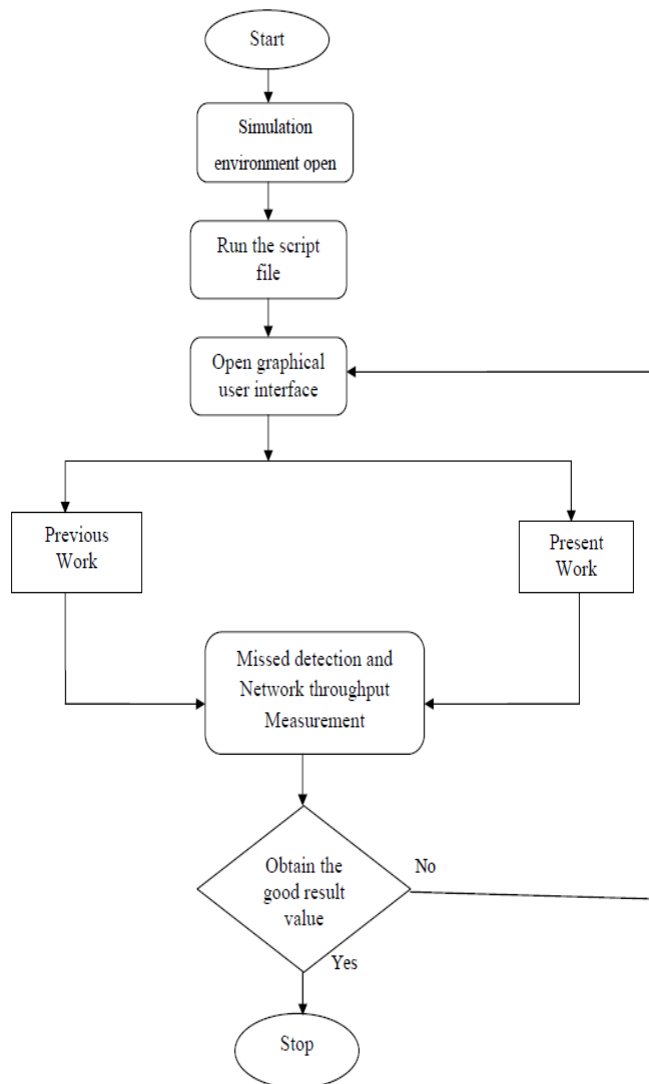 Start
Simulation
environment open
Run the script
file
Open graphical
user interface
Previous
Work
Present
Work
Missed detection and
Network throughput
Measurement
Obtain the
good result
value
No
Yes
Stop